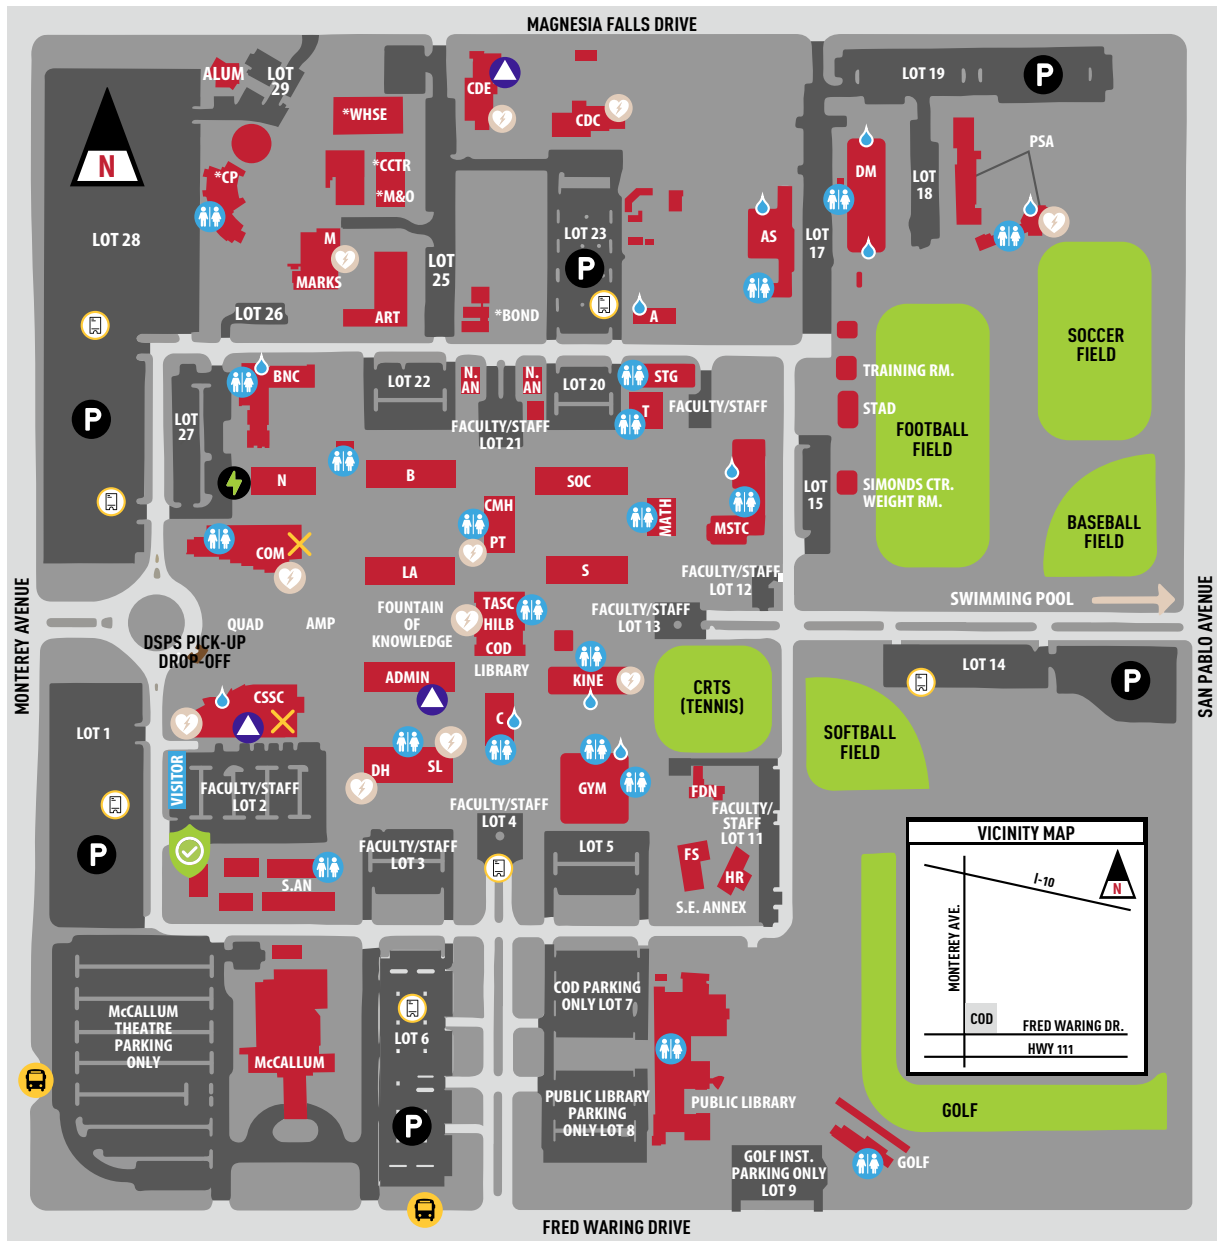 MAGNESIA FALLS DRIVE
ALUM
LOT
29
CDE
LOT 19
P
*WHSE
CDC
N
*CCTR
*CP
*M&O
DM
LOT
18
PSA
LOT 28
M
MARKS
LOT
25
LOT 23
P
AS
LOT
17
LOT 26
ART
*BOND
A
SOCCER
FIELD
BNC
LOT 22
N.
AN
N.
AN
LOT 20
STG
TRAINING RM.
P
LOT
27
FACULTY/STAFF
LOT 21
T
FACULTY/STAFF
STAD
FOOTBALL
FIELD
N
B
SOC
LOT
15
SIMONDS CTR.
WEIGHT RM.
CMH
PT
MATH
MSTC
BASEBALL
FIELD
COM
LA
S
FACULTY/STAFF
LOT 12
MONTEREY AVENUE
SAN PABLO AVENUE
SWIMMING POOL
QUAD
AMP
FOUNTAIN
OF
KNOWLEDGE
TASC
HILB
COD
LIBRARY
FACULTY/STAFF
LOT 13
DSPS PICK-UP
DROP-OFF
LOT 14
P
ADMIN
KINE
CRTS
(TENNIS)
CSSC
LOT 1
C
SOFTBALL
FIELD
VISITOR
FACULTY/STAFF
LOT 2
DH
SL
GYM
FDN
FACULTY/STAFF
LOT 4
FACULTY/
STAFF
LOT 11
P
FACULTY/STAFF
LOT 3
LOT 5
FS
HR
S.AN
S.E. ANNEX
VICINITY MAP
I-10
N
MONTEREY AVE.
COD
FRED WARING DR.
HWY 111
McCALLUM
THEATRE
PARKING
ONLY
McCALLUM
LOT 6
P
COD PARKING
ONLY LOT 7
PUBLIC LIBRARY
PARKING
ONLY LOT 8
PUBLIC LIBRARY
GOLF
GOLF INST.
PARKING ONLY
LOT 9
GOLF
FRED WARING DRIVE